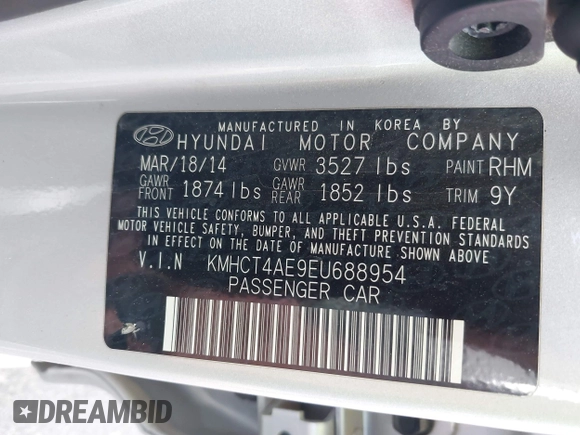 MANUFACTURED IN KOREA BY
HYUNDAI MOTOR COMPANY
MAR/18/14 GVWR 3527 lbs PAINT RHM
GAWR FRONT 1874 lbs GAWR REAR 1852 lbs TRIM 9Y
THIS VEHICLE CONFORMS TO ALL APPLICABLE U.S.A. FEDERAL
MOTOR VEHICLE SAFETY, BUMPER, AND THEFT PREVENTION STANDARDS
IN EFFECT ON THE DATE OF MANUFACTURE SHOWN ABOVE.
V.I.N KMHCT4AE9EU688954
PASSENGER CAR
DREAMBID